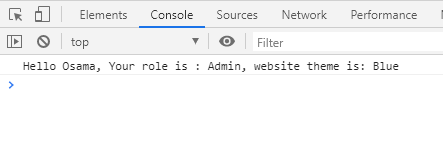 Elements Console Sources Network Performance M
top Filter
Hello Osama, Your role is : Admin, website theme is: Blue